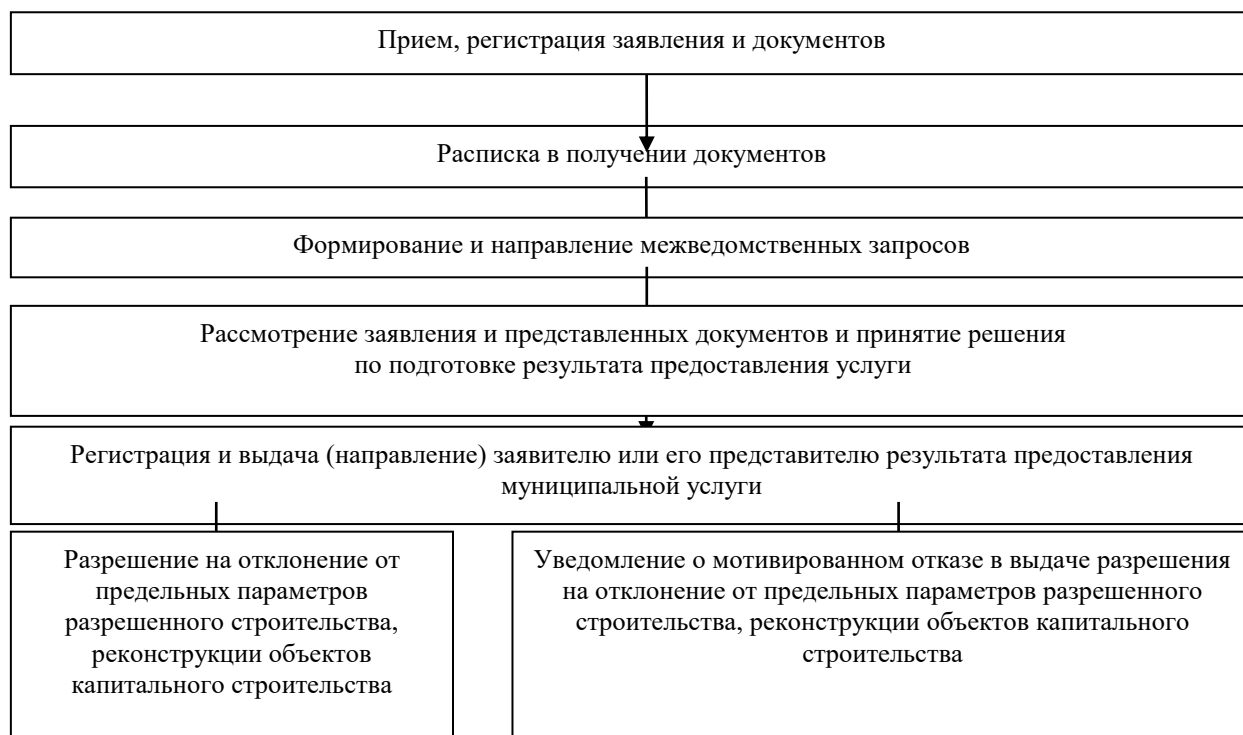 Прием, регистрация заявления и документов
Расписка в получении документов
Формирование и направление межведомственных запросов
Рассмотрение заявления и представленных документов и принятие решения
по подготовке результата предоставления услуги
Регистрация и выдача (направление) заявителю или его представителю результата предоставления
муниципальной услуги
Разрешение на отклонение от
предельных параметров
разрешенного строительства,
реконструкции объектов
капитального строительства
Уведомление о мотивированном отказе в выдаче разрешения
на отклонение от предельных параметров разрешенного
строительства, реконструкции объектов капитального
строительства